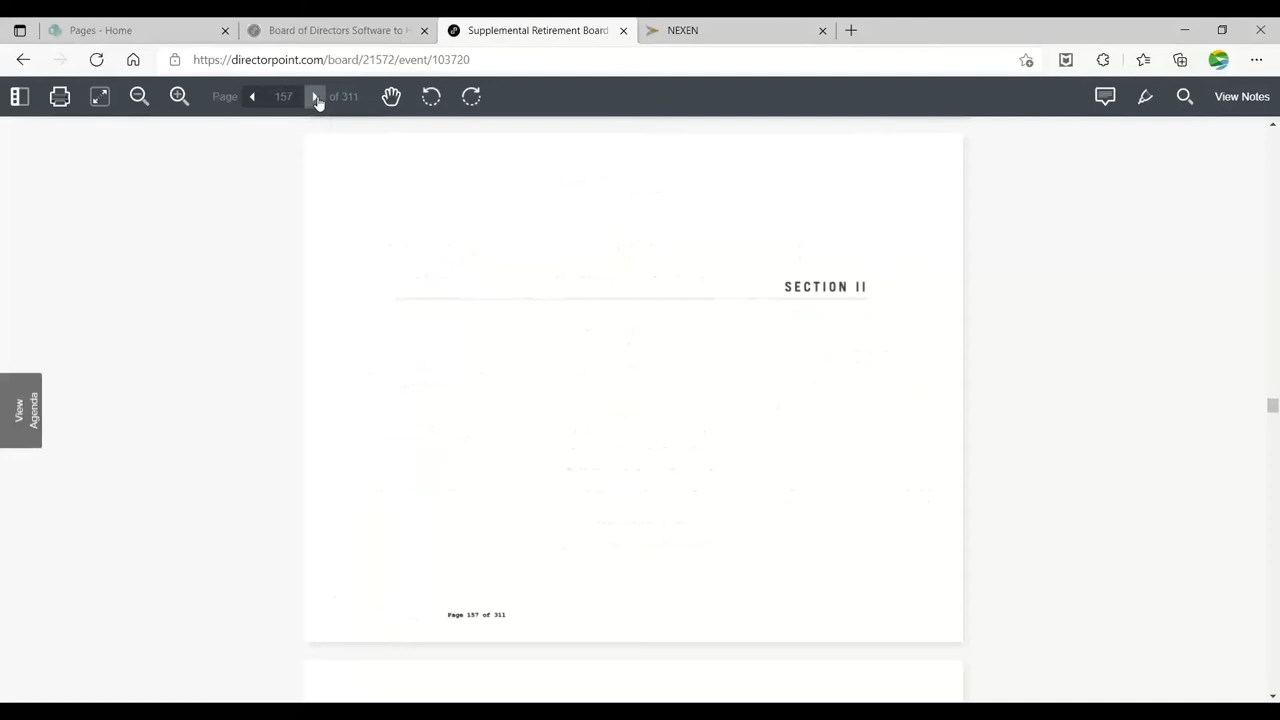 Pages - Home
Board of Directors Software to H
Supplemental Retirement Board
NEXEN
https://directorpoint.com/board/21572/event/103720
Page 157 of 311
View Notes
SECTION II
View
Agenda
Page 157 of 311